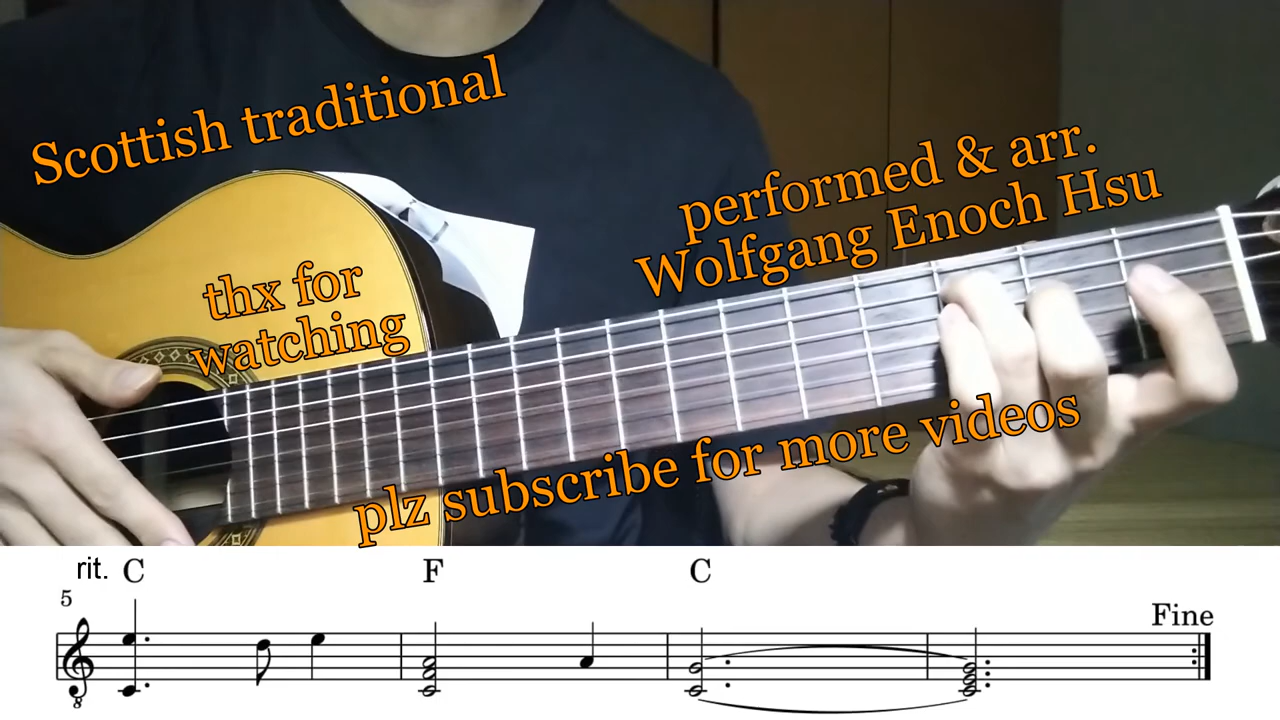 Scottish traditional
performed & arr.
Wolfgang Enoch Hsu
thx for
watching
plz subscribe for more videos
rit. C F C
5
Fine
8